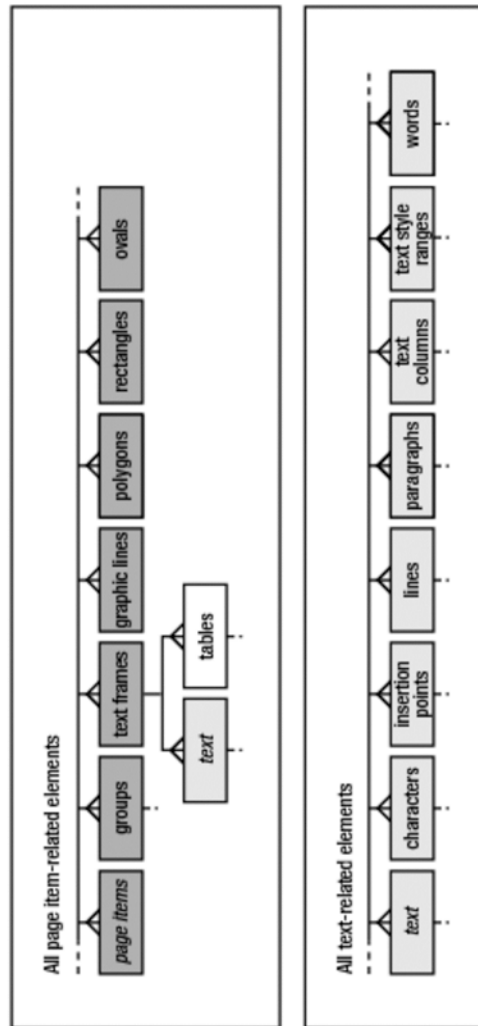 All page item-related elements
page items
groups
text frames
graphic lines
polygons
rectangles
ovals
text
tables
All text-related elements
text
characters
insertion
points
lines
paragraphs
text
columns
text style
ranges
words